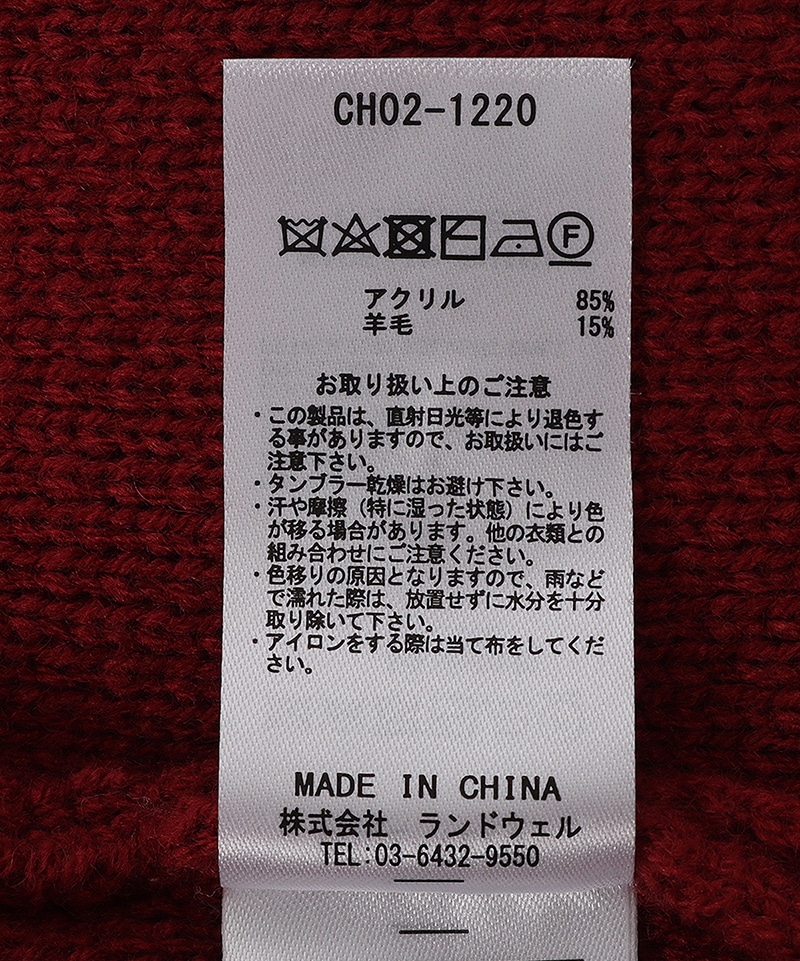 CH02-1220
F
アクリル 85%
羊毛 15%
お取り扱い上のご注意
・この製品は、直射日光等により退色す
る事がありますので、お取扱いにはご
注意下さい。
・タンブラー乾燥はお避け下さい。
・汗や摩擦（特に湿った状態）により色
が移る場合があります。他の衣類との
組み合わせにご注意ください。
・色移りの原因となりますので、雨など
で濡れた際は、放置せずに水分を十分
取り除いて下さい。
・アイロンをする際は当て布をしてくだ
さい。
MADE IN CHINA
株式会社 ランドウェル
TEL:03-6432-9550